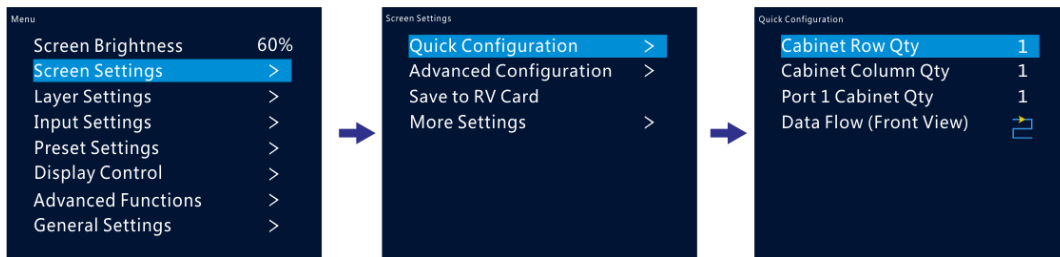 Menu
Screen Brightness 60%
Screen Settings >
Layer Settings >
Input Settings >
Preset Settings >
Display Control >
Advanced Functions >
General Settings >
Screen Settings
Quick Configuration >
Advanced Configuration >
Save to RV Card
More Settings >
Quick Configuration
Cabinet Row Qty 1
Cabinet Column Qty 1
Port 1 Cabinet Qty 1
Data Flow (Front View)